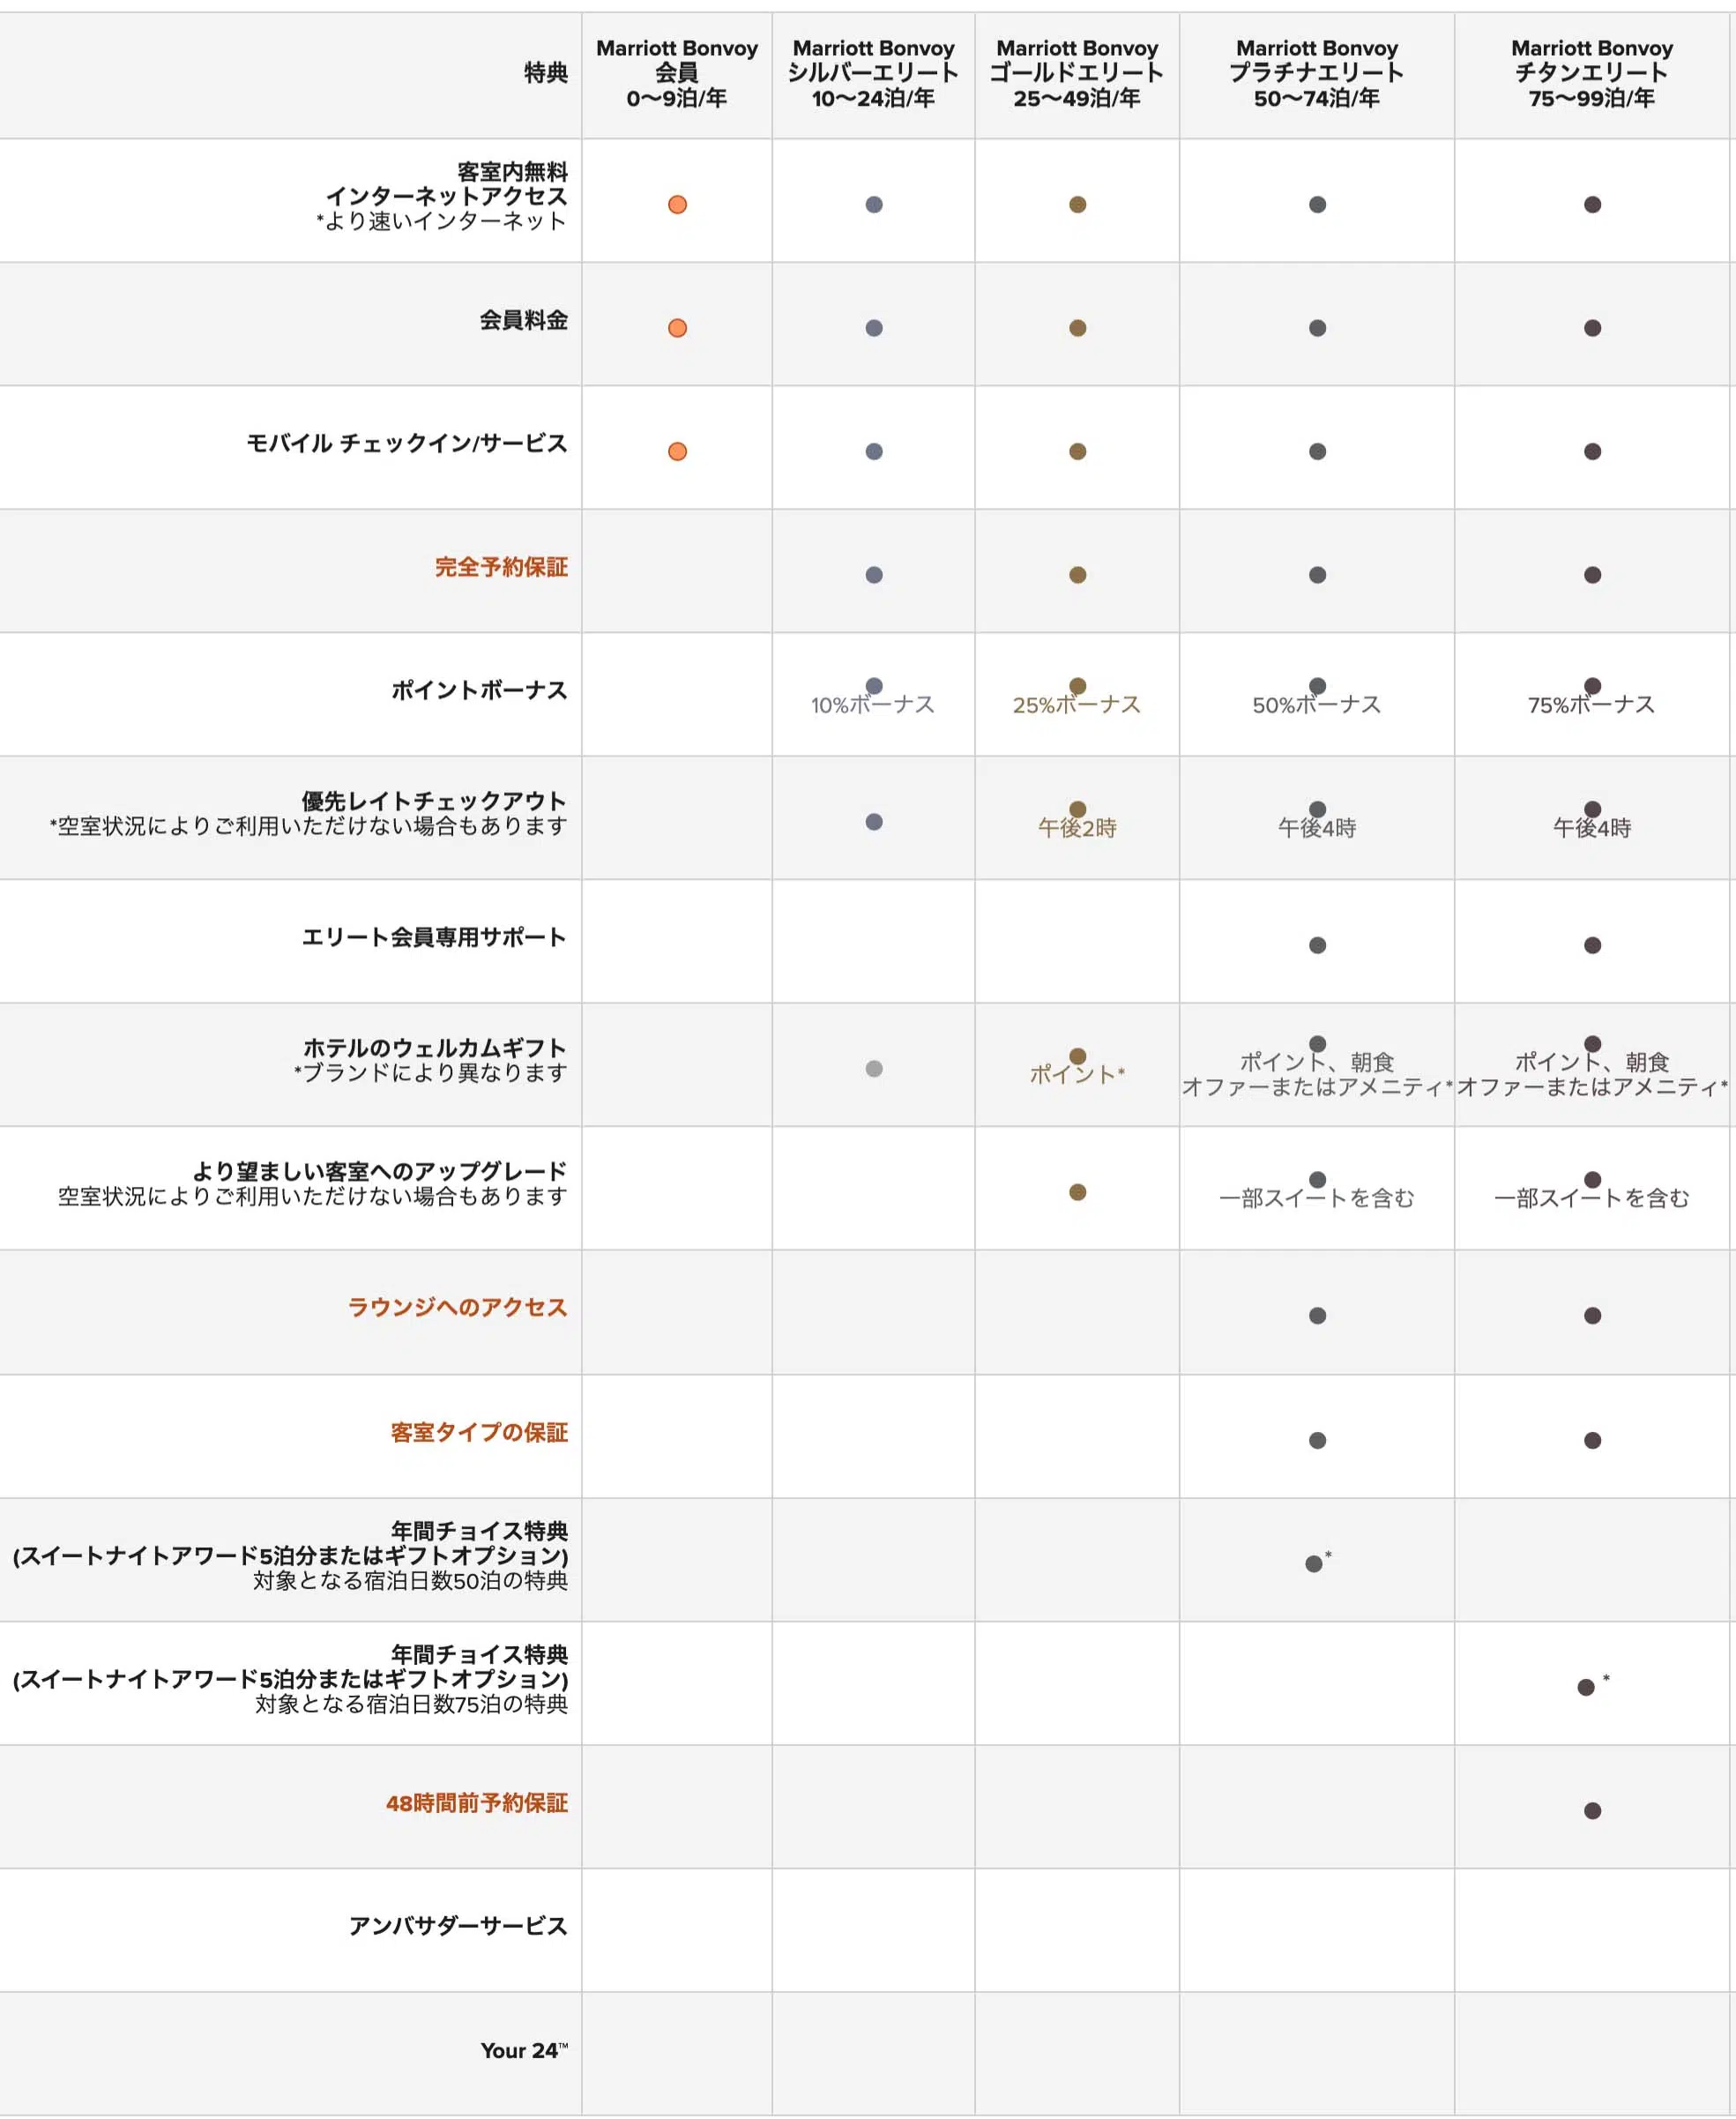 特典
Marriott Bonvoy
会員
0〜9泊/年
Marriott Bonvoy
シルバーエリート
10〜24泊/年
Marriott Bonvoy
ゴールドエリート
25〜49泊/年
Marriott Bonvoy
プラチナエリート
50〜74泊/年
Marriott Bonvoy
チタンエリート
75〜99泊/年
客室内無料
インターネットアクセス
*より速いインターネット
会員料金
モバイル チェックイン/サービス
完全予約保証
ポイントボーナス
10%ボーナス
25%ボーナス
50%ボーナス
75%ボーナス
優先レイトチェックアウト
*空室状況によりご利用いただけない場合もあります
午後2時
午後4時
午後4時
エリート会員専用サポート
ホテルのウェルカムギフト
*ブランドにより異なります
ポイント*
ポイント、朝食
オファーまたはアメニティ*
ポイント、朝食
オファーまたはアメニティ*
より望ましい客室へのアップグレード
空室状況によりご利用いただけない場合もあります
一部スイートを含む
一部スイートを含む
ラウンジへのアクセス
客室タイプの保証
年間チョイス特典
(スイートナイトアワード5泊分またはギフトオプション)
対象となる宿泊日数50泊の特典
*
年間チョイス特典
(スイートナイトアワード5泊分またはギフトオプション)
対象となる宿泊日数75泊の特典
*
48時間前予約保証
アンバサダーサービス
Your 24™